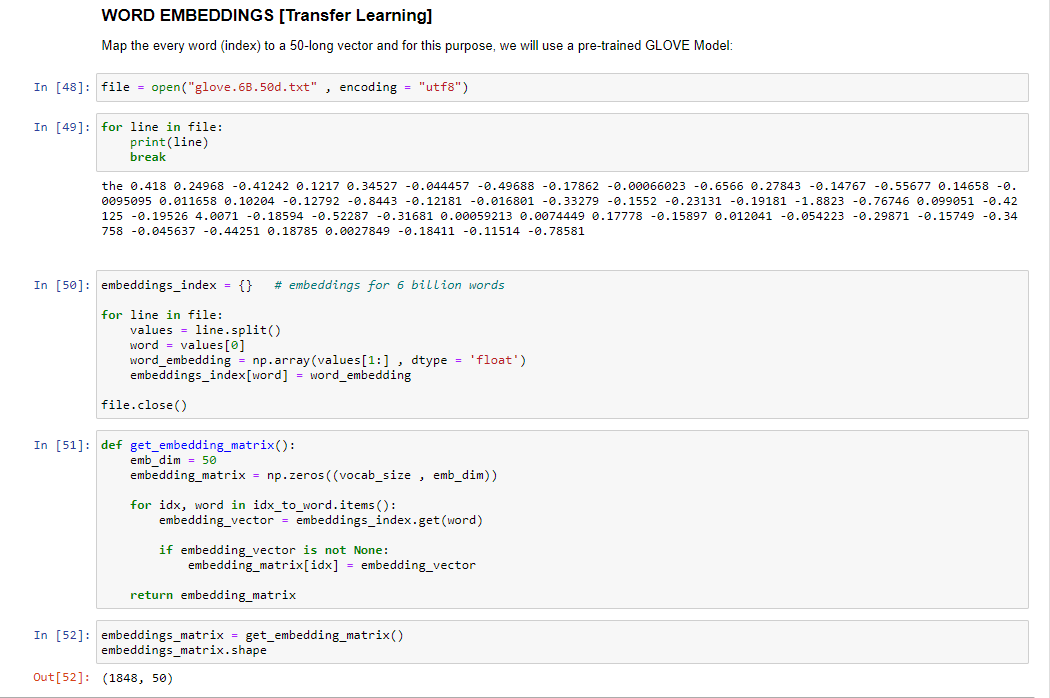 WORD EMBEDDINGS [Transfer Learning]
Map the every word (index) to a 50-long vector and for this purpose, we will use a pre-trained GLOVE Model:
In [48]: file = open("glove.6B.50d.txt" , encoding = "utf8")
In [49]: for line in file:
    print(line)
    break
the 0.418 0.24968 -0.41242 0.1217 0.34527 -0.044457 -0.49688 -0.17862 -0.00066023 -0.6566 0.27843 -0.14767 -0.55677 0.14658 -0.
0095095 0.011658 0.10204 -0.12792 -0.8443 -0.12181 -0.016801 -0.33279 -0.1552 -0.23131 -0.19181 -1.8823 -0.76746 0.099051 -0.42
125 -0.19526 4.0071 -0.18594 -0.52287 -0.31681 0.00059213 0.0074449 0.17778 -0.15897 0.012041 -0.054223 -0.29871 -0.15749 -0.34
758 -0.045637 -0.44251 0.18785 0.0027849 -0.18411 -0.11514 -0.78581
In [50]: embeddings_index = {}   # embeddings for 6 billion words
for line in file:
    values = line.split()
    word = values[0]
    word_embedding = np.array(values[1:] , dtype = 'float')
    embeddings_index[word] = word_embedding
file.close()
In [51]: def get_embedding_matrix():
    emb_dim = 50
    embedding_matrix = np.zeros((vocab_size , emb_dim))
    for idx, word in idx_to_word.items():
        embedding_vector = embeddings_index.get(word)
        if embedding_vector is not None:
            embedding_matrix[idx] = embedding_vector
    return embedding_matrix
In [52]: embeddings_matrix = get_embedding_matrix()
embeddings_matrix.shape
Out[52]: (1848, 50)